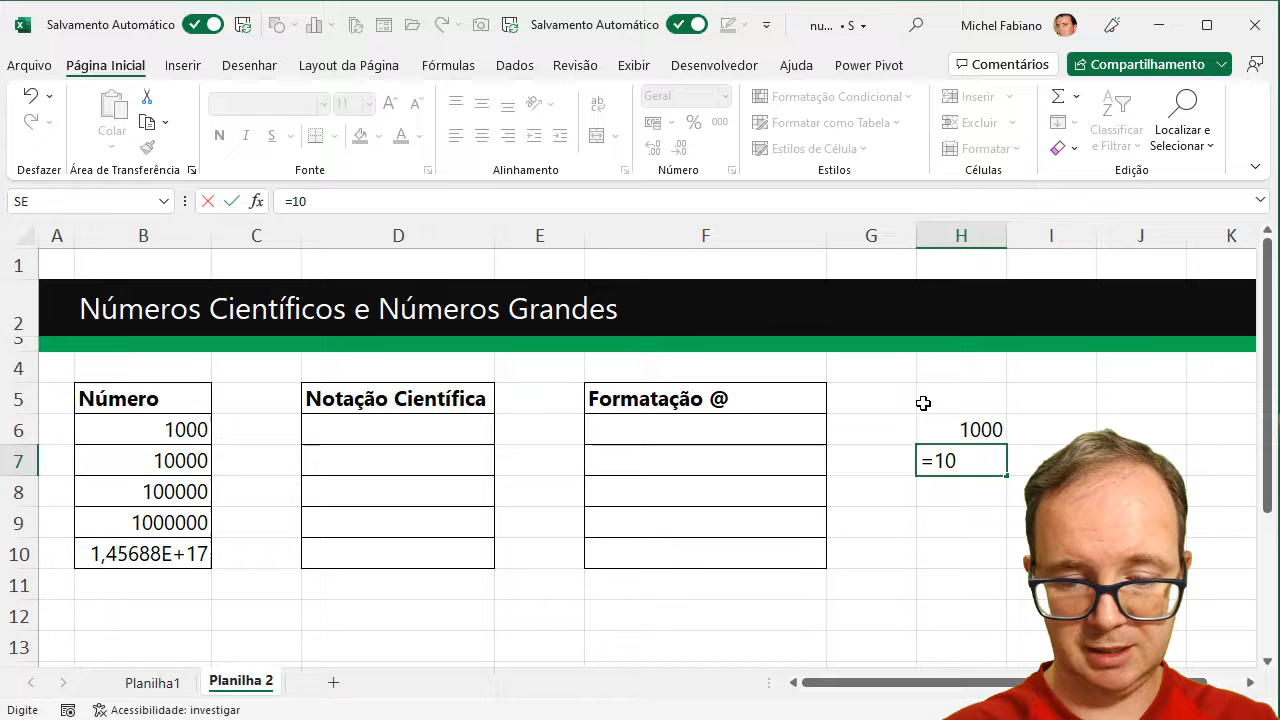 Salvamento Automático Salvamento Automático nu... • S Michel Fabiano
Arquivo Página Inicial Inserir Desenhar Layout da Página Fórmulas Dados Revisão Exibir Desenvolvedor Ajuda Power Pivot Comentários Compartilhamento
Colar 11 Geral Formatação Condicional Inserir
N I S A % 000 Formatar como Tabela Excluir Classificar e Filtrar Localizar e Selecionar
Estilos de Célula Formatar
Desfazer Área de Transferência Fonte Alinhamento Número Estilos Células Edição
SE fx =10
A B C D E F G H I J K
1
2 Números Científicos e Números Grandes
3
4
5 Número Notação Científica Formatação @
6 1000 1000
7 10000 =10
8 100000
9 1000000
10 1,45688E+17
11
12
13
Planilha1 Planilha 2
Digite Acessibilidade: investigar